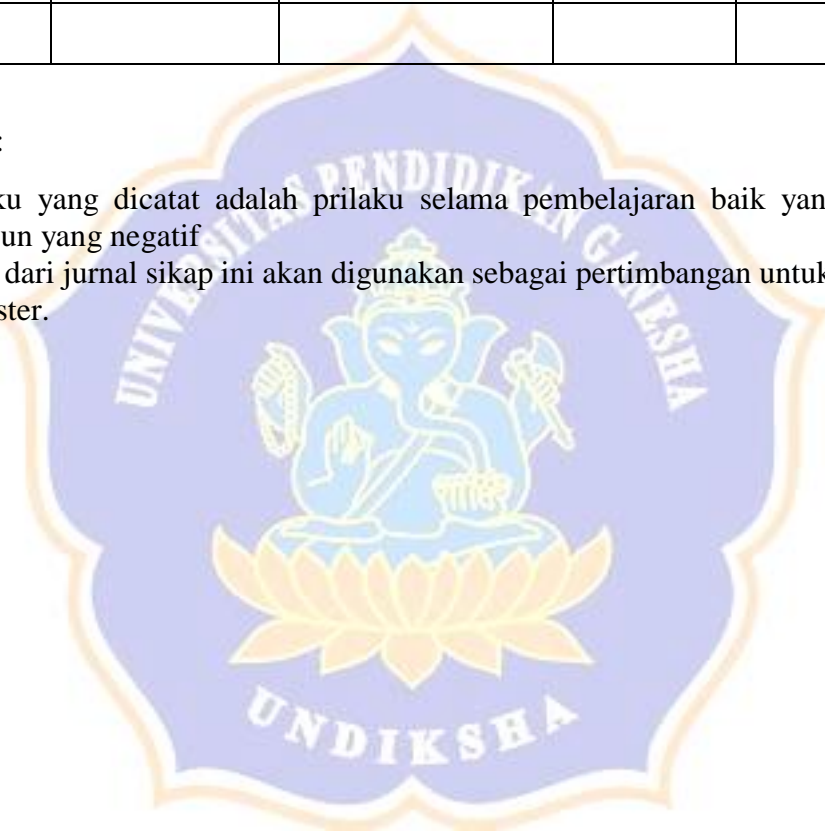 :
ku yang dicatat adalah prilaku selama pembelajaran baik yan
un yang negatif
dari jurnal sikap ini akan digunakan sebagai pertimbangan untuk
ster.
UNIVERSITAS PENDIDIKAN GANESHA
UNDIKSHA